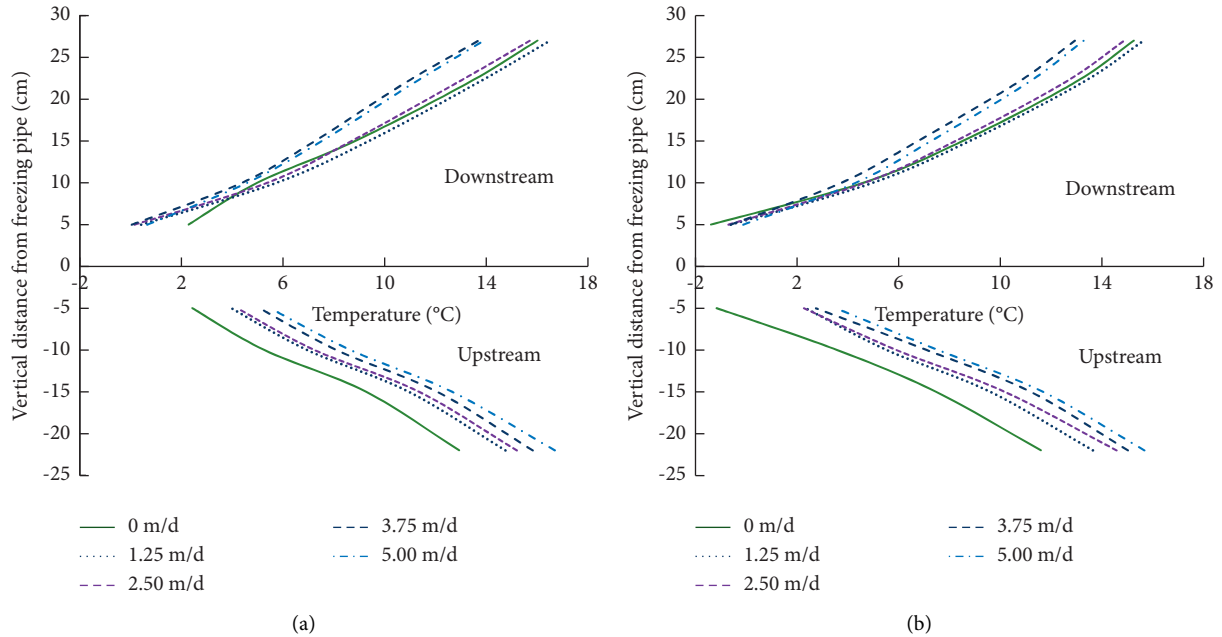 Vertical distance from freezing pipe (cm)
30
25
20
15
10
5
0
-5
-10
-15
-20
-25
-2
2
6
10
14
18
Downstream
Temperature (°C)
Upstream
0 m/d
3.75 m/d
1.25 m/d
5.00 m/d
2.50 m/d
(a)
Vertical distance from freezing pipe (cm)
30
25
20
15
10
5
0
-5
-10
-15
-20
-25
-2
2
6
10
14
18
Downstream
Temperature (°C)
Upstream
0 m/d
3.75 m/d
1.25 m/d
5.00 m/d
2.50 m/d
(b)